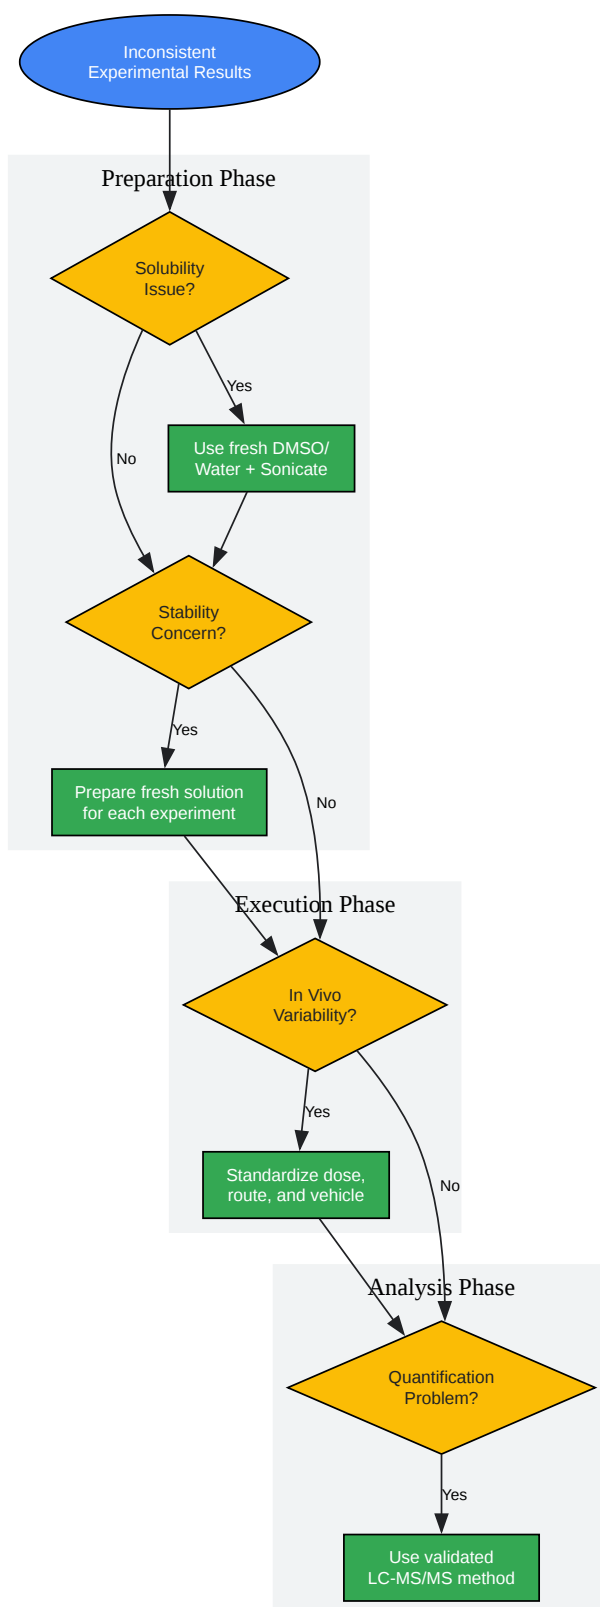 Inconsistent
Experimental Results
Preparation Phase
Solubility
Issue?
Yes
No
Use fresh DMSO/
Water + Sonicate
Stability
Concern?
Yes
Prepare fresh solution
for each experiment
No
Execution Phase
In Vivo
Variability?
Yes
Standardize dose,
route, and vehicle
No
Analysis Phase
Quantification
Problem?
Yes
Use validated
LC-MS/MS method